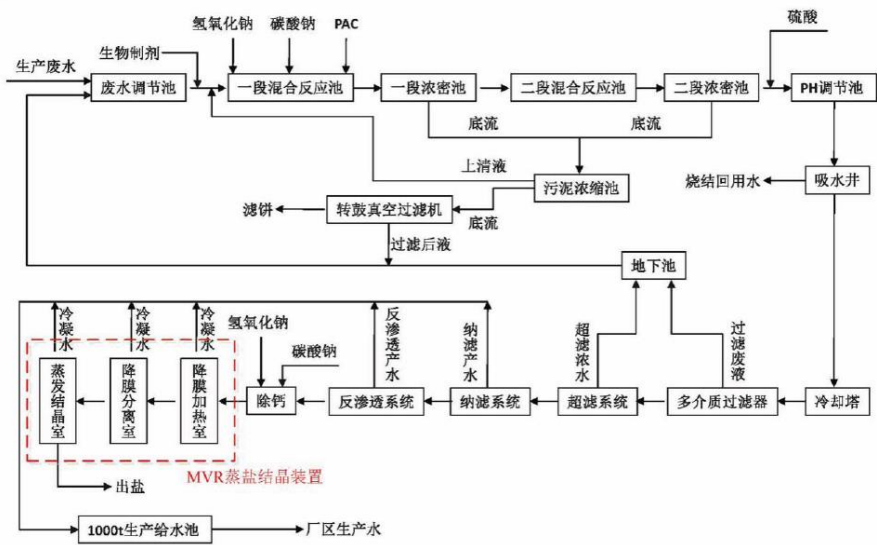 氢氧化钠
碳酸钠
PAC
硫酸
生物制剂
生产废水
废水调节池
一段混合反应池
一段浓密池
二段混合反应池
二段浓密池
PH调节池
底流
底流
上消液
污泥浓缩池
烧结回用水
吸水井
滤饼
转鼓真空过滤机
底流
过滤后液
地下池
冷凝水
冷凝水
冷凝水
氢氧化钠
碳酸钠
反渗透产水
纳滤产水
超滤浓水
过滤废液
蒸发结晶室
降膜分离室
降膜加热室
除钙
反渗透系统
纳滤系统
超滤系统
多介质过滤器
冷却塔
MVR蒸盐结晶装置
出盐
1000t生产给水池
厂区生产水